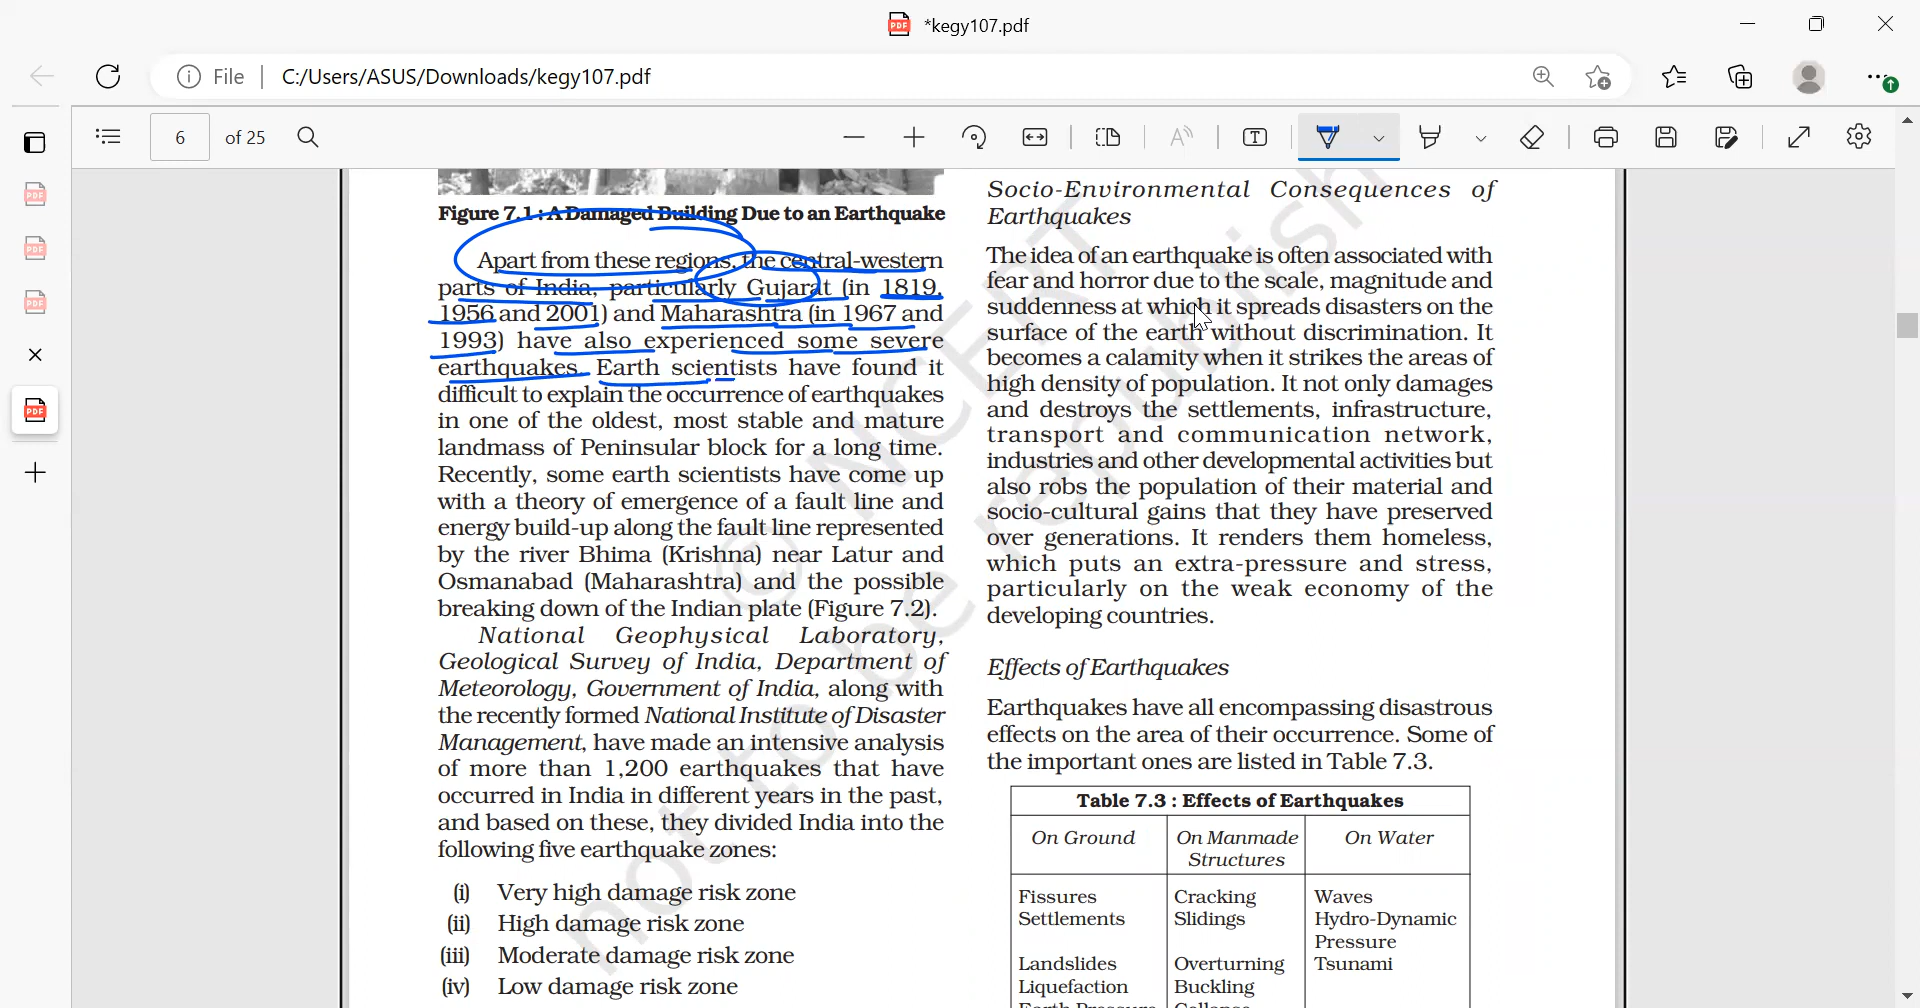 *kegy107.pdf
File
C:/Users/ASUS/Downloads/kegy107.pdf
6 of 25
Figure 7.1 : A Damaged Building Due to an Earthquake
Apart from these regions, the central-western
parts of India, particularly Gujarat (in 1819,
1956 and 2001) and Maharashtra (in 1967 and
1993) have also experienced some severe
earthquakes. Earth scientists have found it
difficult to explain the occurrence of earthquakes
in one of the oldest, most stable and mature
landmass of Peninsular block for a long time.
Recently, some earth scientists have come up
with a theory of emergence of a fault line and
energy build-up along the fault line represented
by the river Bhima (Krishna) near Latur and
Osmanabad (Maharashtra) and the possible
breaking down of the Indian plate (Figure 7.2).
National Geophysical Laboratory,
Geological Survey of India, Department of
Meteorology, Government of India, along with
the recently formed National Institute of Disaster
Management, have made an intensive analysis
of more than 1,200 earthquakes that have
occurred in India in different years in the past,
and based on these, they divided India into the
following five earthquake zones:
(i) Very high damage risk zone
(ii) High damage risk zone
(iii) Moderate damage risk zone
(iv) Low damage risk zone
Socio-Environmental Consequences of
Earthquakes
The idea of an earthquake is often associated with
fear and horror due to the scale, magnitude and
suddenness at which it spreads disasters on the
surface of the earth without discrimination. It
becomes a calamity when it strikes the areas of
high density of population. It not only damages
and destroys the settlements, infrastructure,
transport and communication network,
industries and other developmental activities but
also robs the population of their material and
socio-cultural gains that they have preserved
over generations. It renders them homeless,
which puts an extra-pressure and stress,
particularly on the weak economy of the
developing countries.
Effects of Earthquakes
Earthquakes have all encompassing disastrous
effects on the area of their occurrence. Some of
the important ones are listed in Table 7.3.
Table 7.3 : Effects of Earthquakes
On Ground
On Manmade
Structures
On Water
Fissures
Settlements
Landslides
Liquefaction
Earth Pressure
Cracking
Slidings
Overturning
Buckling
Collapse
Waves
Hydro-Dynamic
Pressure
Tsunami
© NCERT
not to be republished